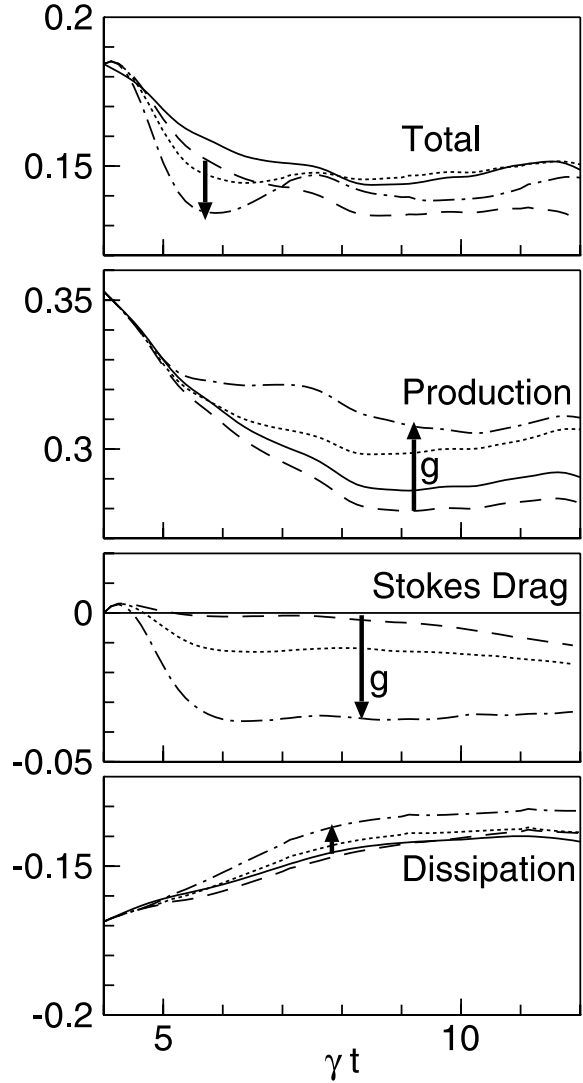 0.2
Total
0.15
0.35
Production
0.3
g
Stokes Drag
0
g
-0.05
-0.15
Dissipation
-0.2
5 10
γ t